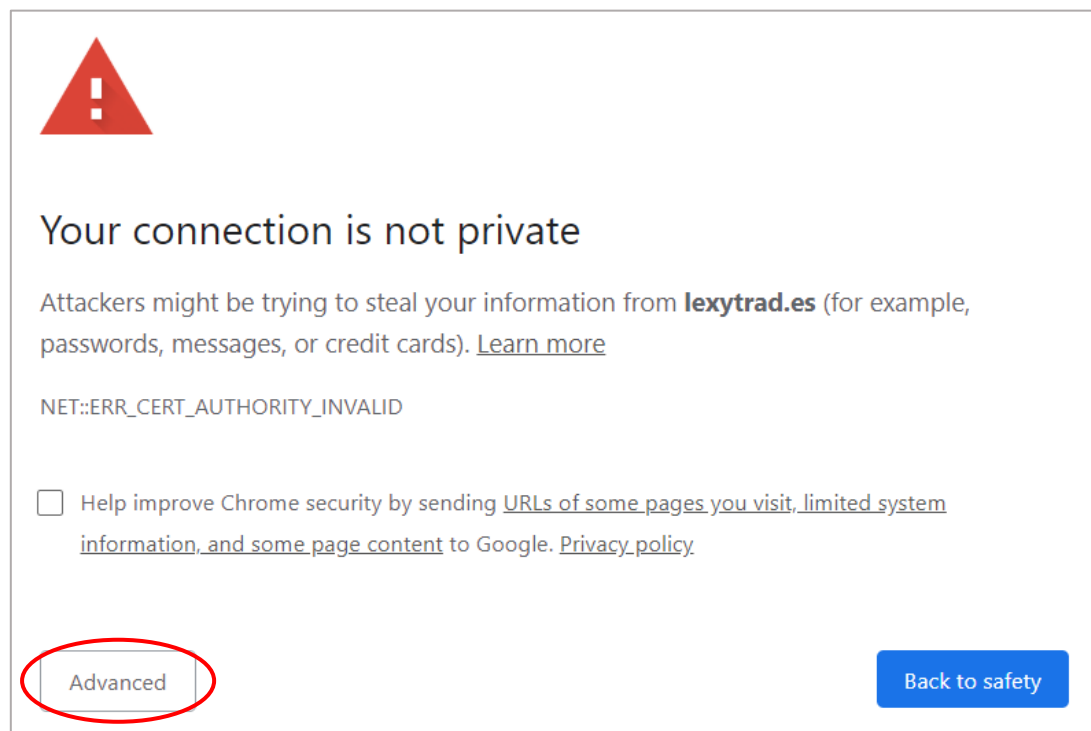 Your connection is not private
Attackers might be trying to steal your information from lexytrad.es (for example,
passwords, messages, or credit cards). Learn more
NET::ERR_CERT_AUTHORITY_INVALID
Help improve Chrome security by sending URLs of some pages you visit, limited system
information, and some page content to Google. Privacy policy
Advanced
Back to safety